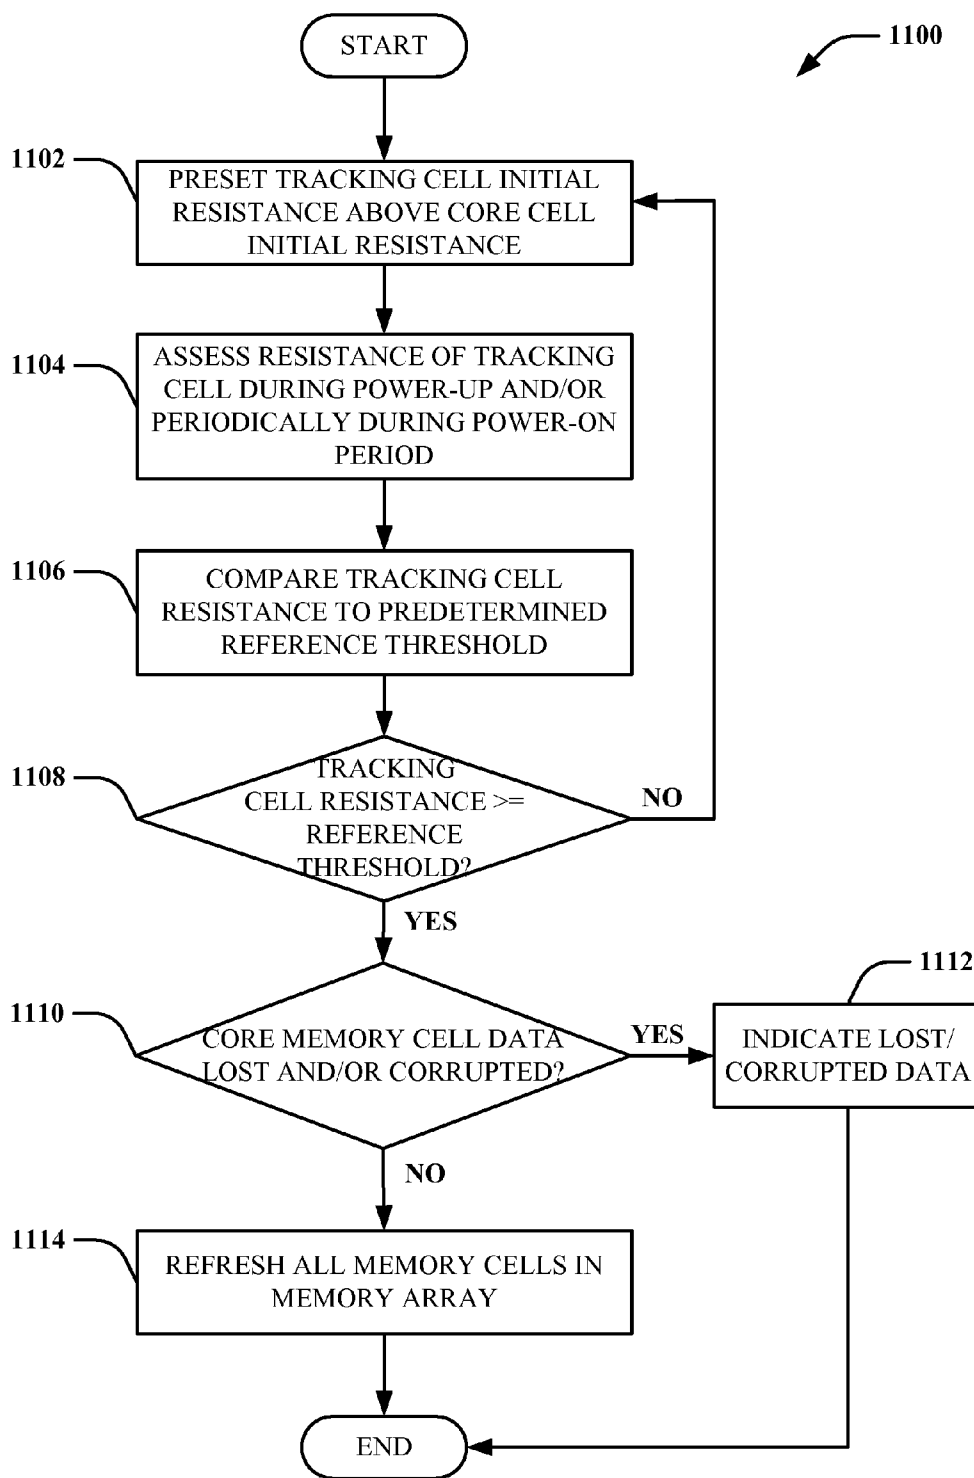 START
1100
1102
PRESET TRACKING CELL INITIAL
RESISTANCE ABOVE CORE CELL
INITIAL RESISTANCE
1104
ASSESS RESISTANCE OF TRACKING
CELL DURING POWER-UP AND/OR
PERIODICALLY DURING POWER-ON
PERIOD
1106
COMPARE TRACKING CELL
RESISTANCE TO PREDETERMINED
REFERENCE THRESHOLD
1108
TRACKING
CELL RESISTANCE >=
REFERENCE
THRESHOLD?
NO
YES
1110
CORE MEMORY CELL DATA
LOST AND/OR CORRUPTED?
YES
1112
INDICATE LOST/
CORRUPTED DATA
NO
1114
REFRESH ALL MEMORY CELLS IN
MEMORY ARRAY
END